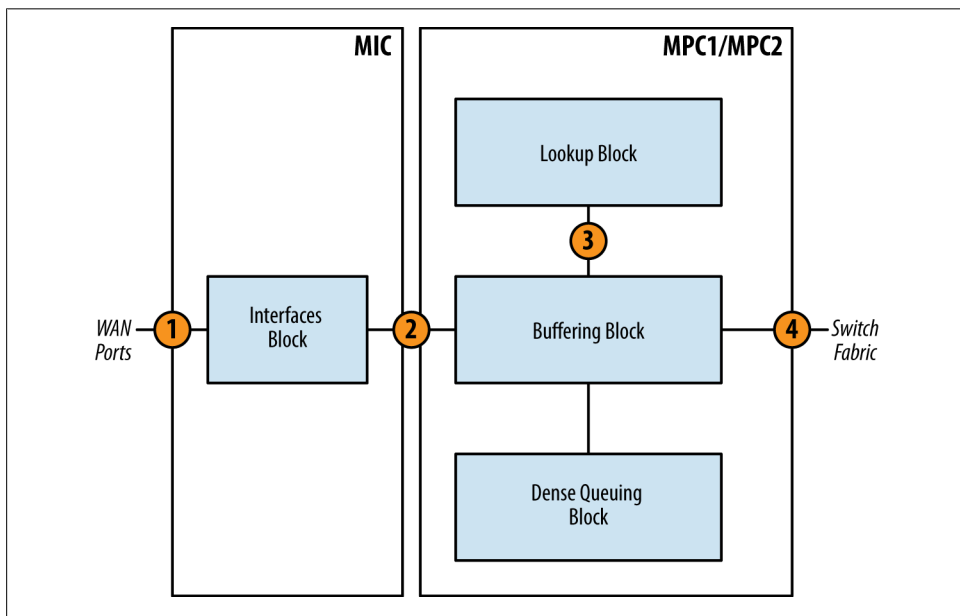 MIC
MPC1/MPC2
Lookup Block
3
WAN
Ports
1
Interfaces
Block
2
Buffering Block
4
Switch
Fabric
Dense Queuing
Block